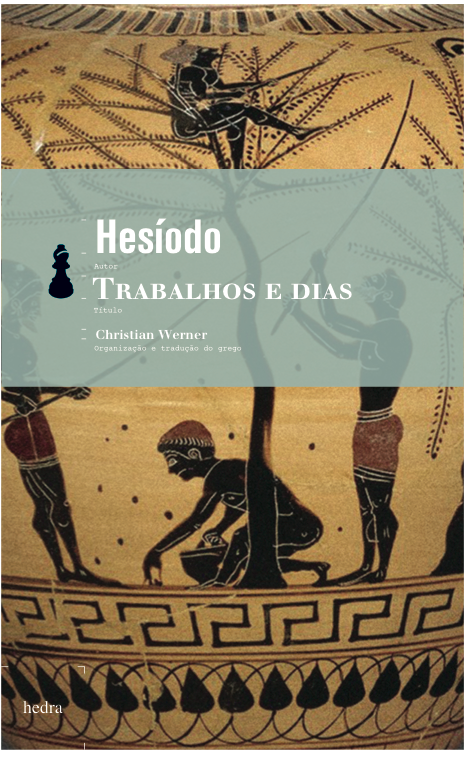 Hesíodo
Autor
TRABALHOS E DIAS
Título
Christian Werner
Organização e tradução do grego
hedra